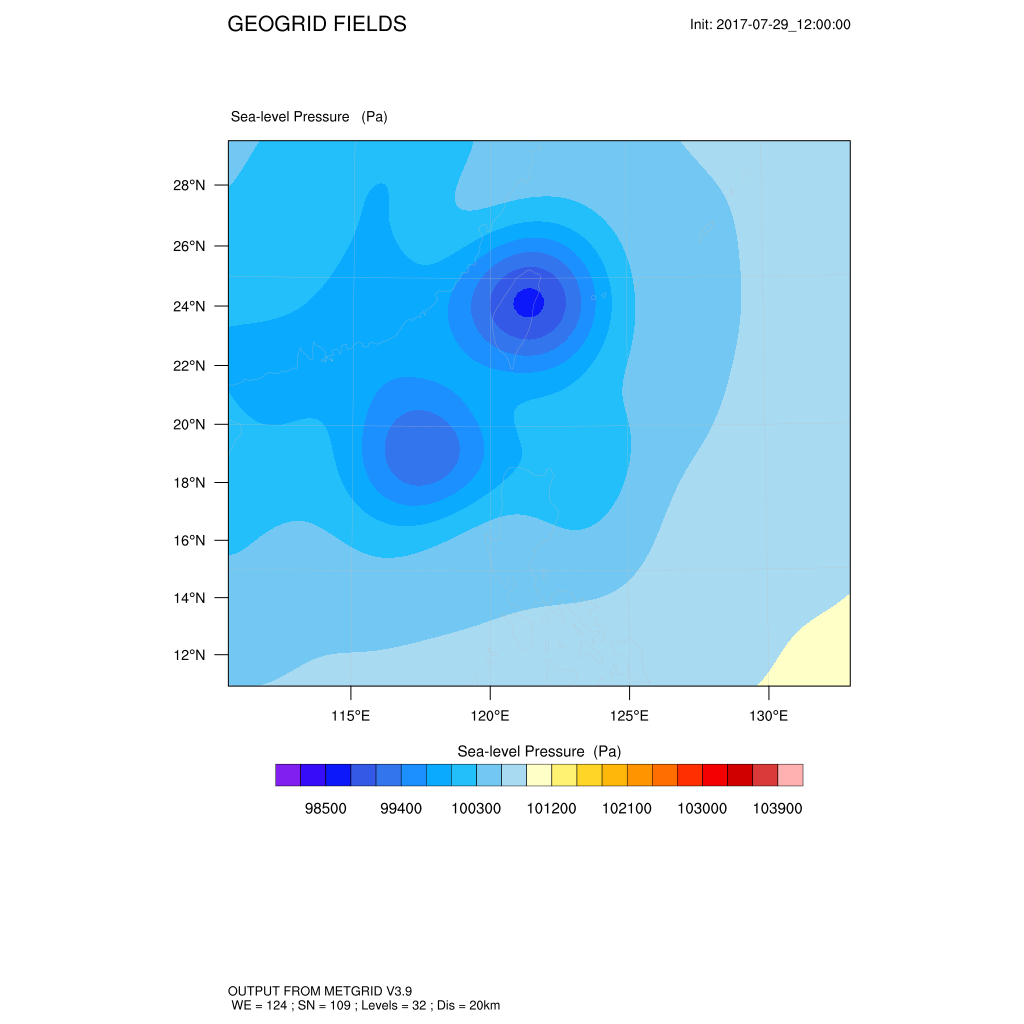 GEOGRID FIELDS
Init: 2017-07-29_12:00:00
Sea-level Pressure (Pa)
28°N
26°N
24°N
22°N
20°N
18°N
16°N
14°N
12°N
115°E 120°E 125°E 130°E
Sea-level Pressure (Pa)
98500 99400 100300 101200 102100 103000 103900
OUTPUT FROM METGRID V3.9
WE = 124 ; SN = 109 ; Levels = 32 ; Dis = 20km